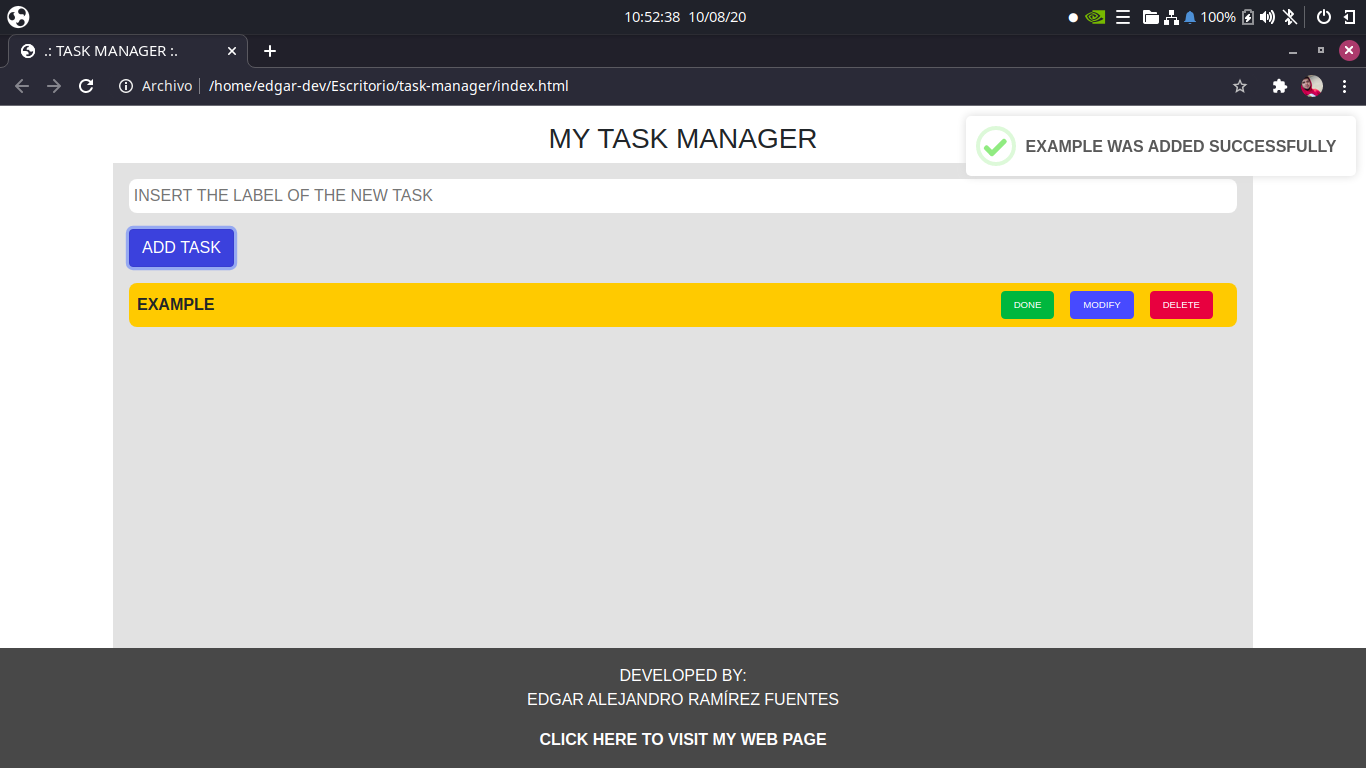 10:52:38 10/08/20
100%
.: TASK MANAGER :.
Archivo
/home/edgar-dev/Escritorio/task-manager/index.html
MY TASK MANAGER
EXAMPLE WAS ADDED SUCCESSFULLY
INSERT THE LABEL OF THE NEW TASK
ADD TASK
EXAMPLE
DONE
MODIFY
DELETE
DEVELOPED BY:
EDGAR ALEJANDRO RAMÍREZ FUENTES
CLICK HERE TO VISIT MY WEB PAGE